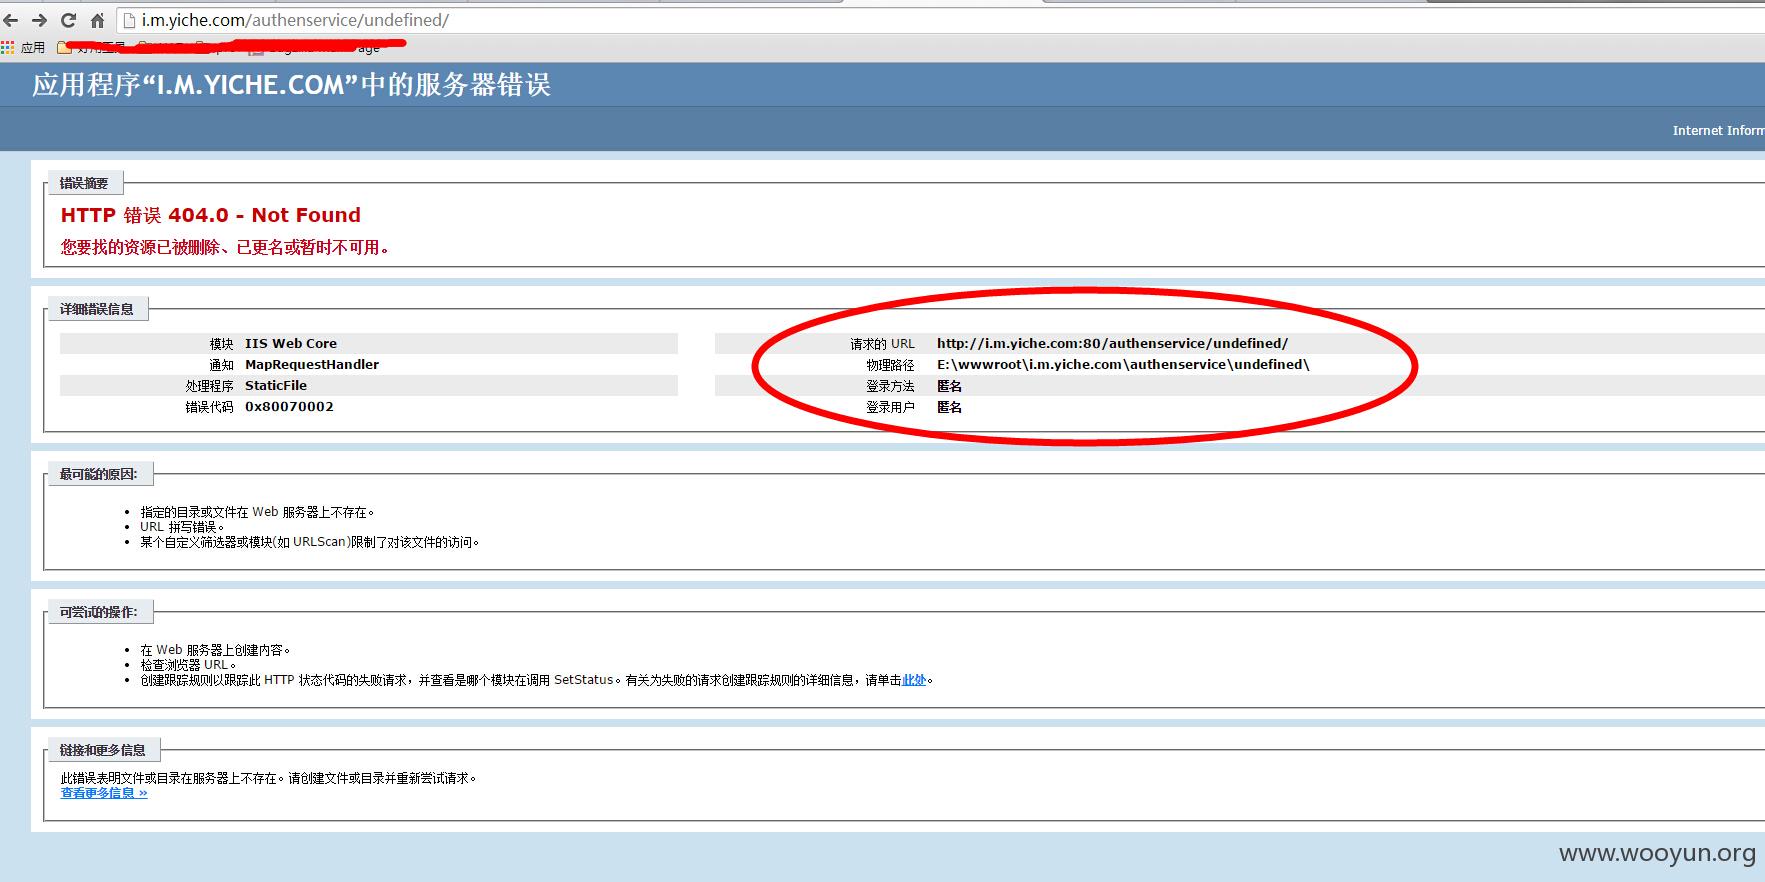 i.m.yiche.com/authenservice/undefined/
应用
应用程序“I.M.YICHE.COM”中的服务器错误
Internet Inform
错误摘要
HTTP 错误 404.0 - Not Found
您要找的资源已被删除、已更名或暂时不可用。
详细错误信息
模块 IIS Web Core
通知 MapRequestHandler
处理程序 StaticFile
错误代码 0x80070002
请求的 URL http://i.m.yiche.com:80/authenservice/undefined/
物理路径 E:\wwwroot\i.m.yiche.com\authenservice\undefined\
登录方法 匿名
登录用户 匿名
最可能的原因:
• 指定的目录或文件在 Web 服务器上不存在。
• URL 拼写错误。
• 某个自定义筛选器或模块(如 URLScan)限制了对该文件的访问。
可尝试的操作:
• 在 Web 服务器上创建内容。
• 检查浏览器 URL。
• 创建跟踪规则以跟踪此 HTTP 状态代码的失败请求，并查看是哪个模块在调用 SetStatus。有关为失败的请求创建跟踪规则的详细信息，请单击此处。
链接和更多信息
此错误表明文件或目录在服务器上不存在。请创建文件或目录并重新尝试请求。
查看更多信息 »
www.wooyun.org